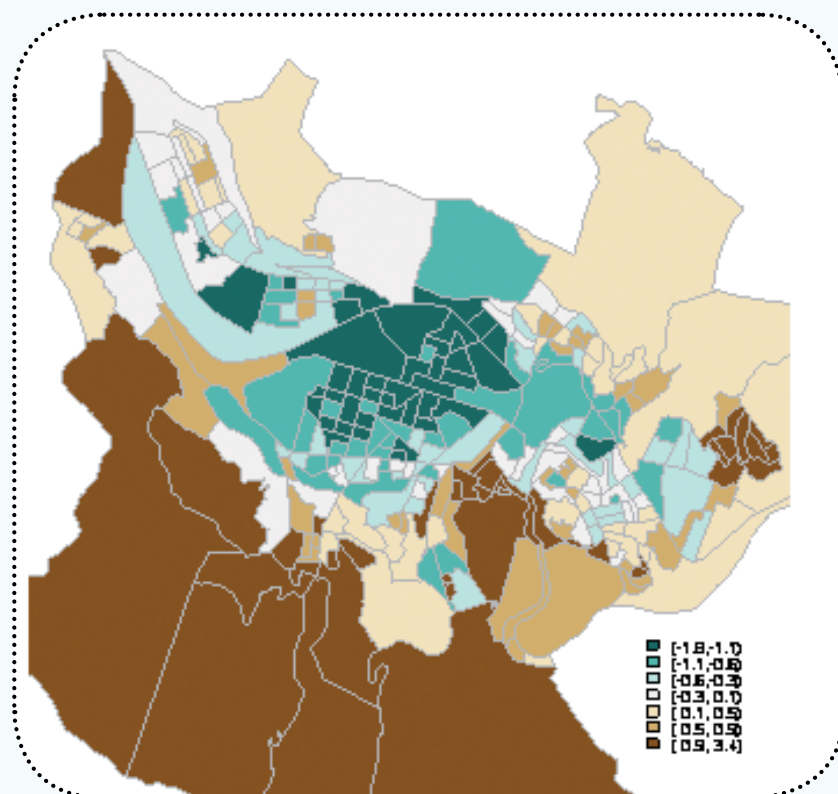 [-1.8,-1.1)
[-1.1,-0.6)
[-0.6,-0.3)
[-0.3, 0.1)
[ 0.1, 0.5)
[ 0.5, 0.9)
[ 0.9, 3.4]